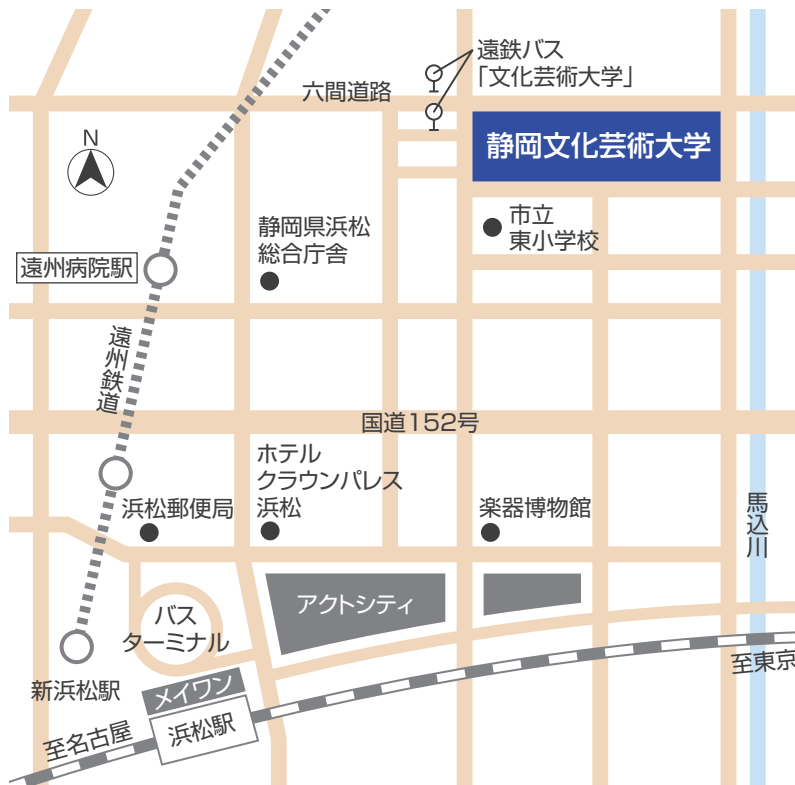 遠鉄バス
「文化芸術大学」
六間道路
N
静岡文化芸術大学
静岡県浜松
総合庁舎
市立
東小学校
遠州病院駅
遠州鉄道
国道152号
ホテル
クラウンパレス
浜松
浜松郵便局
楽器博物館
馬込川
アクトシティ
バス
ターミナル
新浜松駅
メイワン
浜松駅
至東京
至名古屋